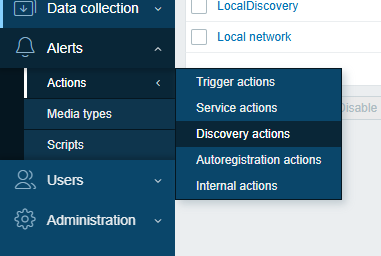 Data collection
LocalDiscovery
Local network
Alerts
Actions
Trigger actions
Service actions
Discovery actions
Autoregistration actions
Internal actions
Disable
Media types
Scripts
Users
Administration